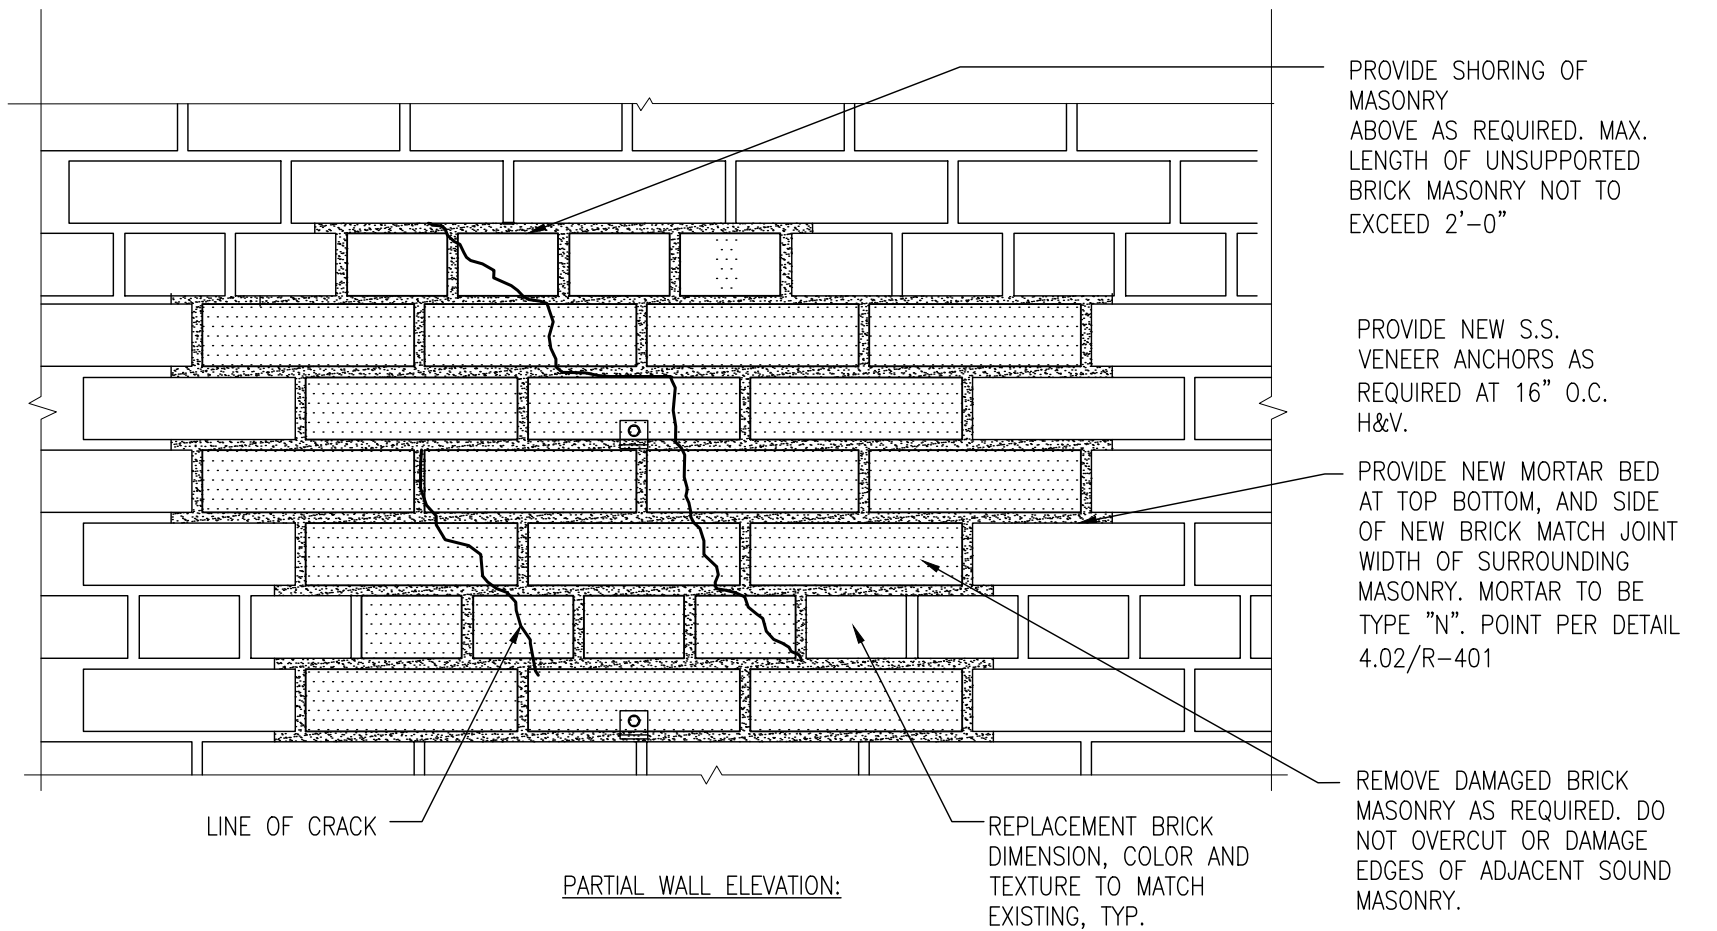 PROVIDE SHORING OF
MASONRY
ABOVE AS REQUIRED. MAX.
LENGTH OF UNSUPPORTED
BRICK MASONRY NOT TO
EXCEED 2'-0"
PROVIDE NEW S.S.
VENEER ANCHORS AS
REQUIRED AT 16" O.C.
H&V.
PROVIDE NEW MORTAR BED
AT TOP BOTTOM, AND SIDE
OF NEW BRICK MATCH JOINT
WIDTH OF SURROUNDING
MASONRY. MORTAR TO BE
TYPE "N". POINT PER DETAIL
4.02/R-401
REMOVE DAMAGED BRICK
MASONRY AS REQUIRED. DO
NOT OVERCUT OR DAMAGE
EDGES OF ADJACENT SOUND
MASONRY.
LINE OF CRACK
REPLACEMENT BRICK
DIMENSION, COLOR AND
TEXTURE TO MATCH
EXISTING, TYP.
PARTIAL WALL ELEVATION: